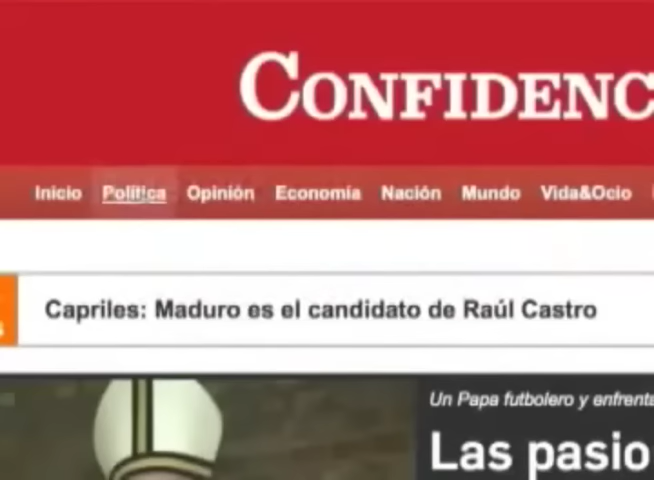 CONFIDENC
Inicio Política Opinión Economía Nación Mundo Vida&Ocio
Capriles: Maduro es el candidato de Raúl Castro
Un Papa futbolero y enfrenta
Las pasio